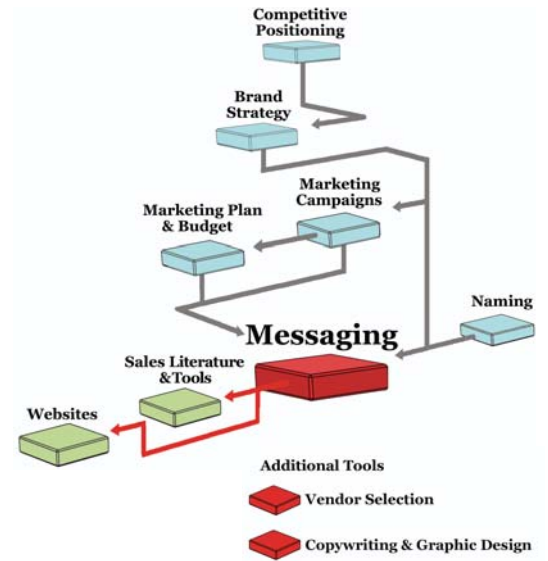 Competitive
Positioning
Brand
Strategy
Marketing
Campaigns
Marketing Plan
& Budget
Naming
Messaging
Sales Literature
&Tools
Websites
Additional Tools
Vendor Selection
Copywriting & Graphic Design